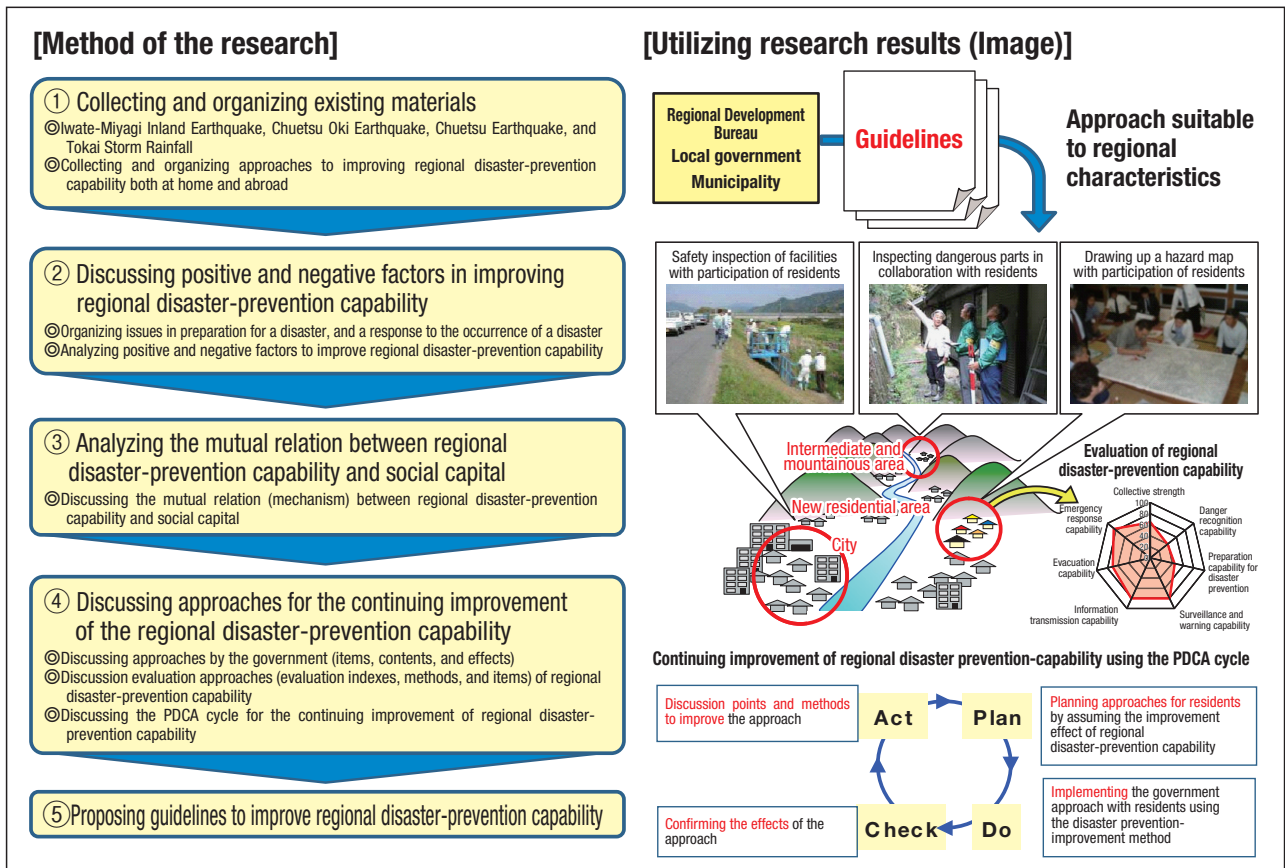 [Method of the research]
① Collecting and organizing existing materials
◎Iwate-Miyagi Inland Earthquake, Chuetsu Oki Earthquake, Chuetsu Earthquake, and
Tokai Storm Rainfall
◎Collecting and organizing approaches to improving regional disaster-prevention
capability both at home and abroad
② Discussing positive and negative factors in improving
regional disaster-prevention capability
◎Organizing issues in preparation for a disaster, and a response to the occurrence of a disaster
◎Analyzing positive and negative factors to improve regional disaster-prevention capability
③ Analyzing the mutual relation between regional
disaster-prevention capability and social capital
◎Discussing the mutual relation (mechanism) between regional disaster-prevention
capability and social capital
④ Discussing approaches for the continuing improvement
of the regional disaster-prevention capability
◎Discussing approaches by the government (items, contents, and effects)
◎Discussion evaluation approaches (evaluation indexes, methods, and items) of regional
disaster-prevention capability
◎Discussing the PDCA cycle for the continuing improvement of regional disaster-
prevention capability
⑤Proposing guidelines to improve regional disaster-prevention capability
[Utilizing research results (Image)]
Regional Development
Bureau
Local government
Municipality
Guidelines
Approach suitable
to regional
characteristics
Safety inspection of facilities
with participation of residents
Inspecting dangerous parts in
collaboration with residents
Drawing up a hazard map
with participation of residents
Intermediate and
mountainous area
New residential area
City
Evaluation of regional
disaster-prevention capability
Collective strength
100
80
60
40
20
0
Danger
recognition
capability
Preparation
capability for
disaster
prevention
Surveillance and
warning capability
Information
transmission capability
Evacuation
capability
Emergency
response
capability
Continuing improvement of regional disaster prevention-capability using the PDCA cycle
Discussion points and methods
to improve the approach
Act
Plan
Planning approaches for residents
by assuming the improvement
effect of regional
disaster-prevention capability
Confirming the effects of the
approach
Check
Do
Implementing the government
approach with residents using
the disaster prevention-
improvement method